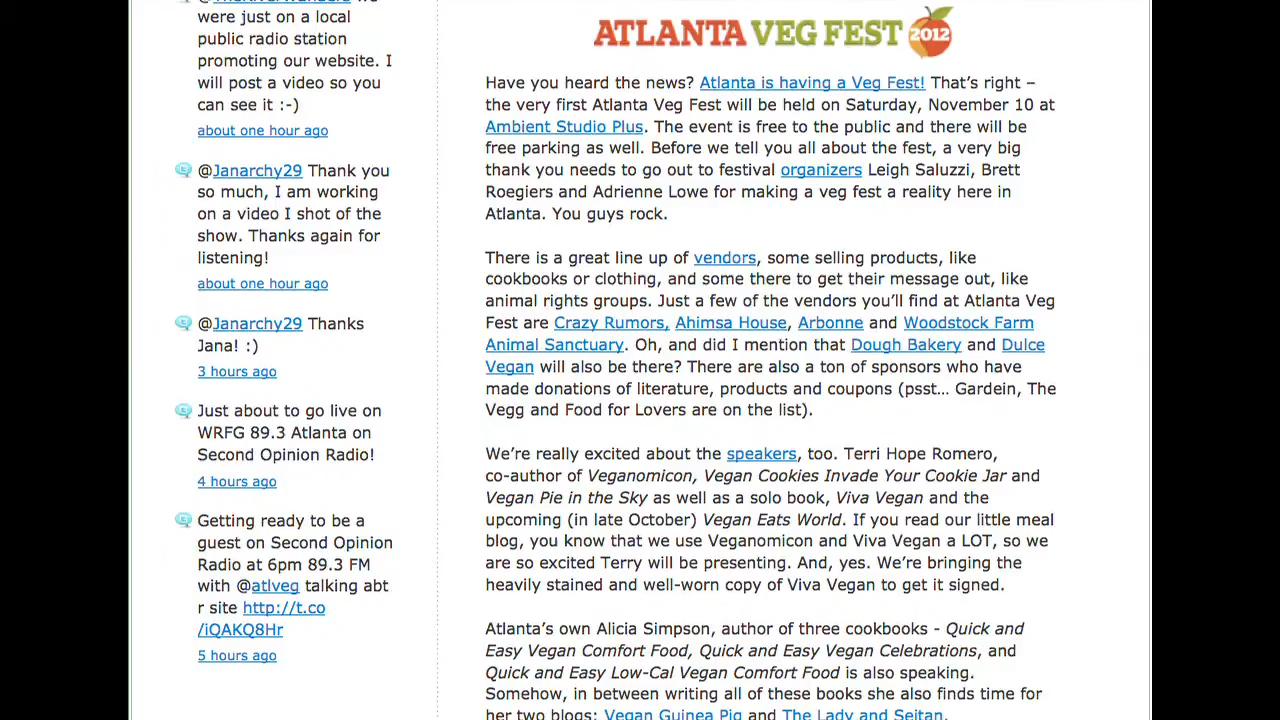 were just on a local
public radio station
promoting our website. I
will post a video so you
can see it :-)
about one hour ago
@Janarchy29 Thank you
so much, I am working
on a video I shot of the
show. Thanks again for
listening!
about one hour ago
@Janarchy29 Thanks
Jana! :)
3 hours ago
Just about to go live on
WRFG 89.3 Atlanta on
Second Opinion Radio!
4 hours ago
Getting ready to be a
guest on Second Opinion
Radio at 6pm 89.3 FM
with @atlveg talking abt
r site http://t.co
/iQAKQ8Hr
5 hours ago
ATLANTA VEG FEST 2012
Have you heard the news? Atlanta is having a Veg Fest! That’s right –
the very first Atlanta Veg Fest will be held on Saturday, November 10 at
Ambient Studio Plus. The event is free to the public and there will be
free parking as well. Before we tell you all about the fest, a very big
thank you needs to go out to festival organizers Leigh Saluzzi, Brett
Roegiers and Adrienne Lowe for making a veg fest a reality here in
Atlanta. You guys rock.
There is a great line up of vendors, some selling products, like
cookbooks or clothing, and some there to get their message out, like
animal rights groups. Just a few of the vendors you’ll find at Atlanta Veg
Fest are Crazy Rumors, Ahimsa House, Arbonne and Woodstock Farm
Animal Sanctuary. Oh, and did I mention that Dough Bakery and Dulce
Vegan will also be there? There are also a ton of sponsors who have
made donations of literature, products and coupons (psst... Gardein, The
Vegg and Food for Lovers are on the list).
We’re really excited about the speakers, too. Terri Hope Romero,
co-author of Veganomicon, Vegan Cookies Invade Your Cookie Jar and
Vegan Pie in the Sky as well as a solo book, Viva Vegan and the
upcoming (in late October) Vegan Eats World. If you read our little meal
blog, you know that we use Veganomicon and Viva Vegan a LOT, so we
are so excited Terry will be presenting. And, yes. We’re bringing the
heavily stained and well-worn copy of Viva Vegan to get it signed.
Atlanta’s own Alicia Simpson, author of three cookbooks - Quick and
Easy Vegan Comfort Food, Quick and Easy Vegan Celebrations, and
Quick and Easy Low-Cal Vegan Comfort Food is also speaking.
Somehow, in between writing all of these books she also finds time for
her two blogs: Vegan Guinea Pig and The Lady and Seitan.